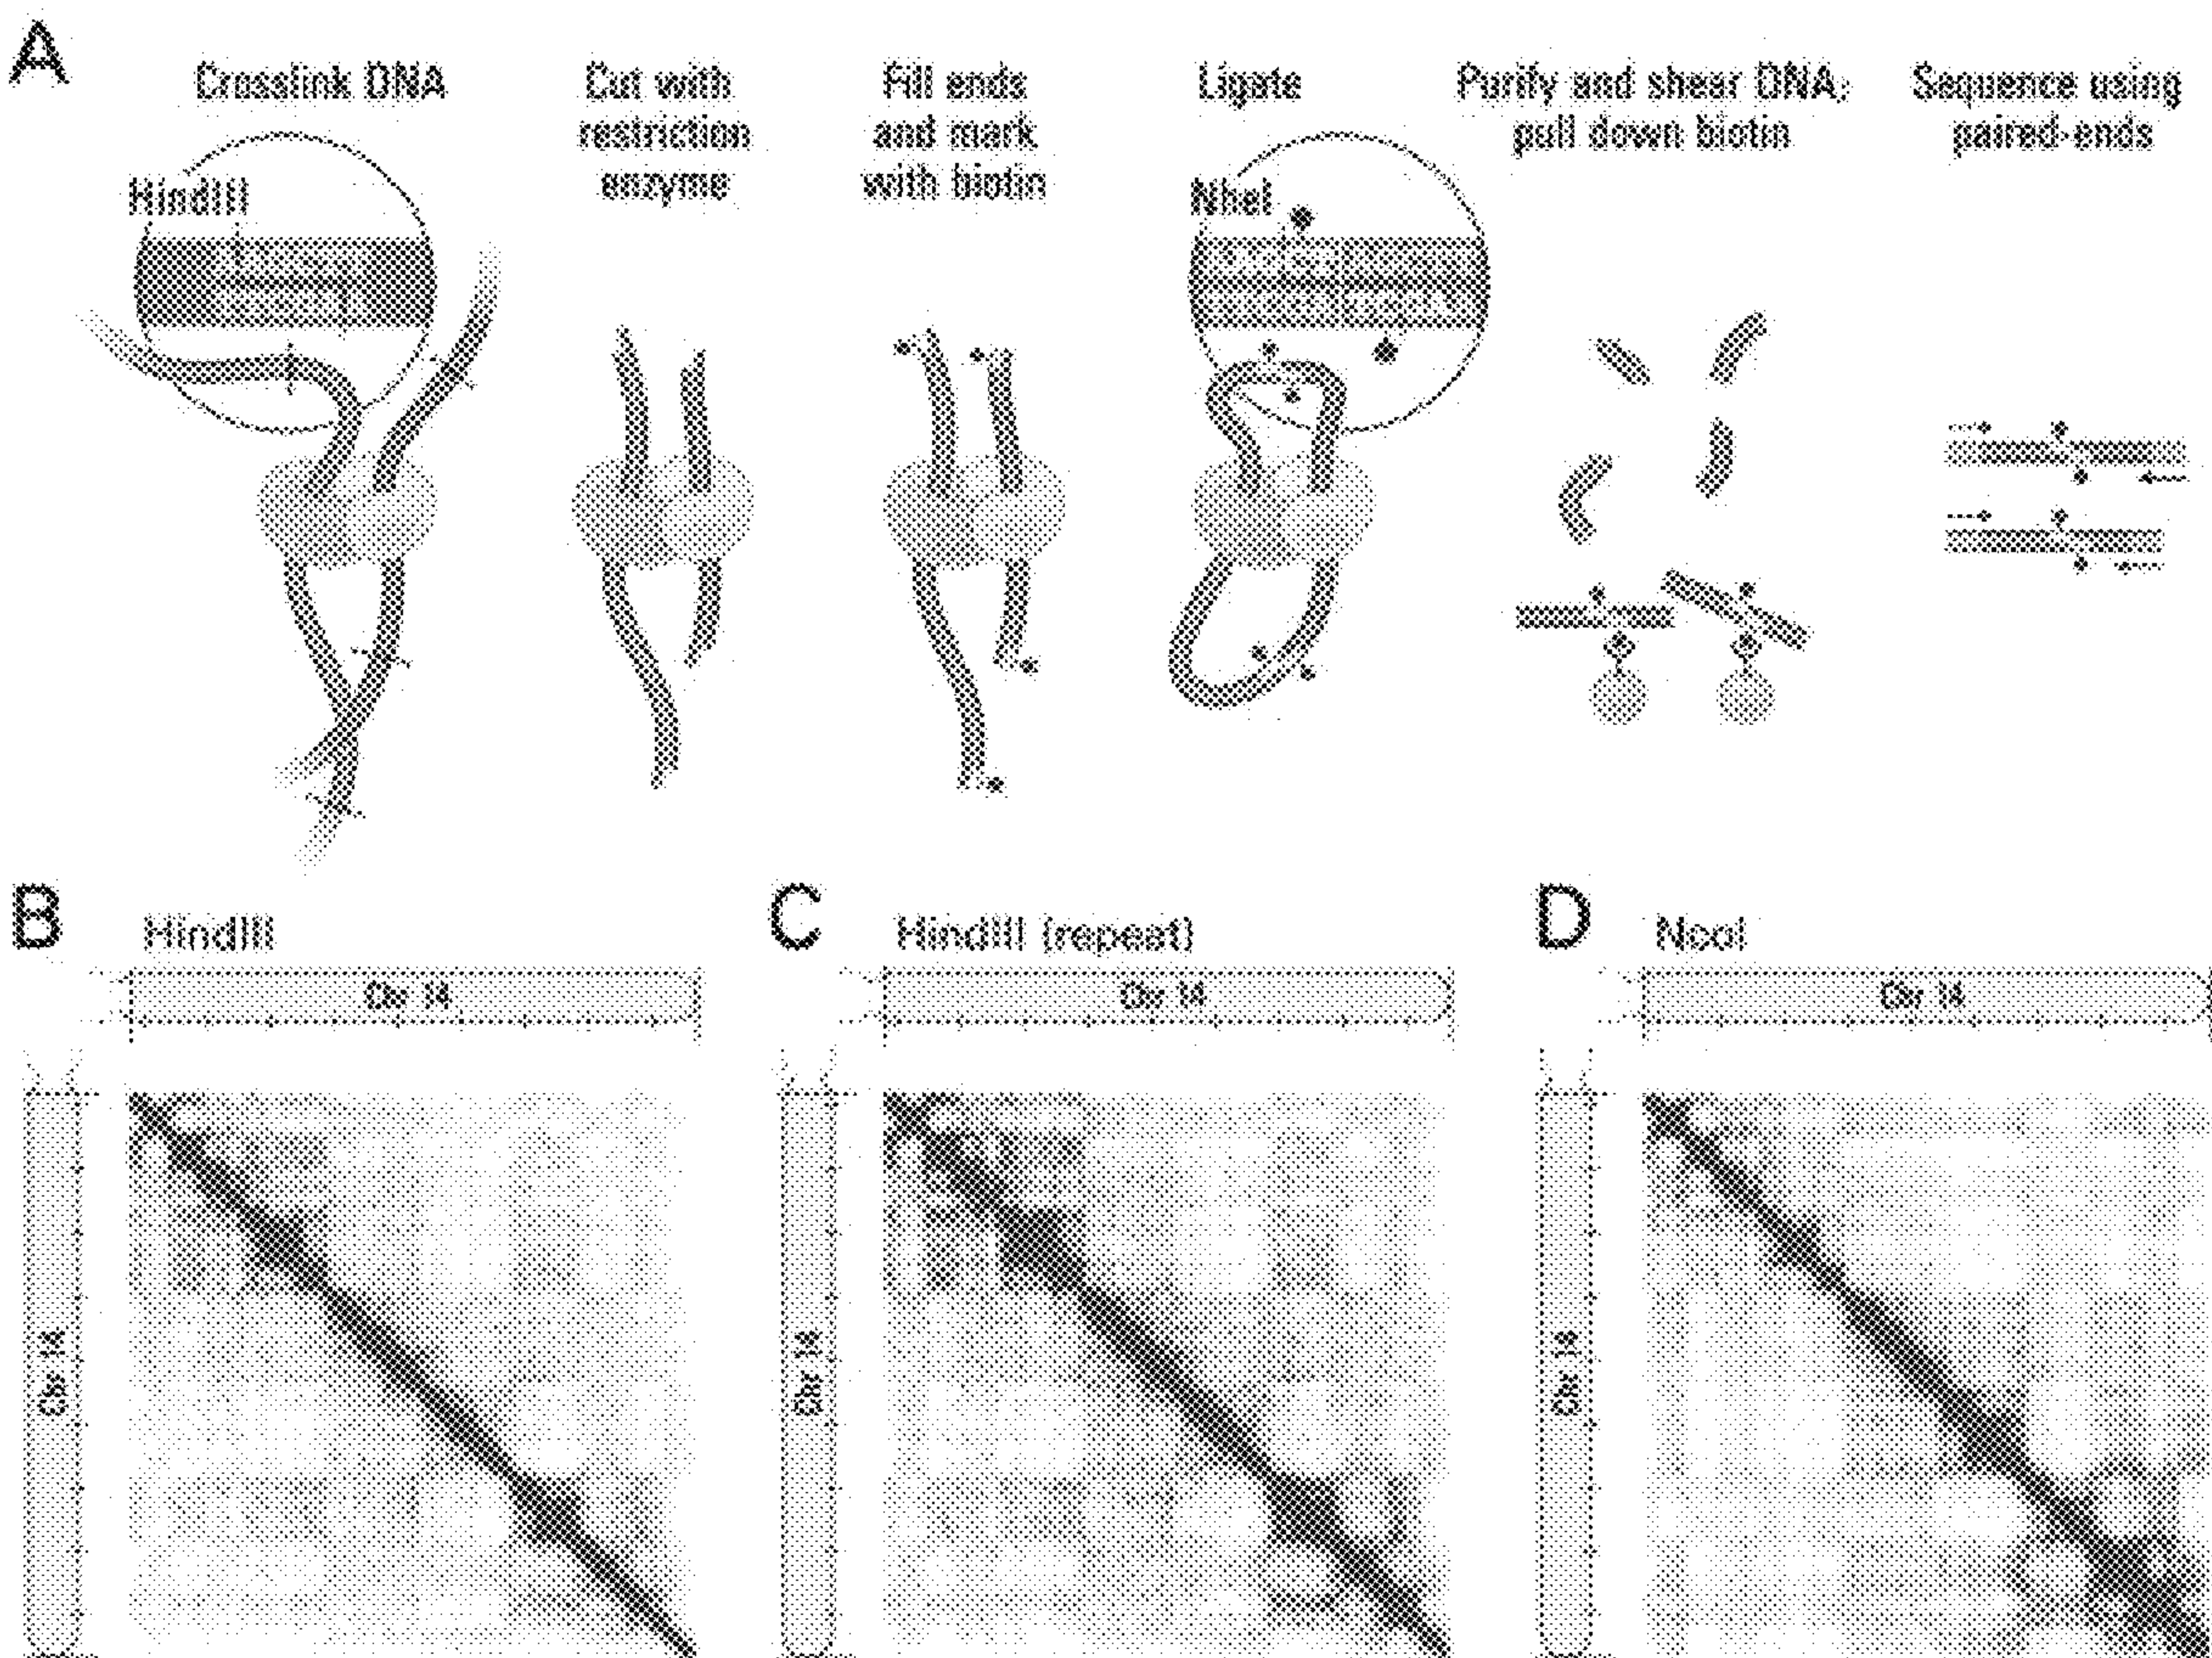 A
Crosslink DNA
Cut with
restriction
enzyme
Fill ends
and mark
with biotin
Ligate
Purify and shear DNA;
pull down biotin
Sequence using
paired-ends
HindIII
NheI
B
HindIII
Chr 14
Chr 14
C
HindIII (repeat)
Chr 14
Chr 14
D
NcoI
Chr 14
Chr 14